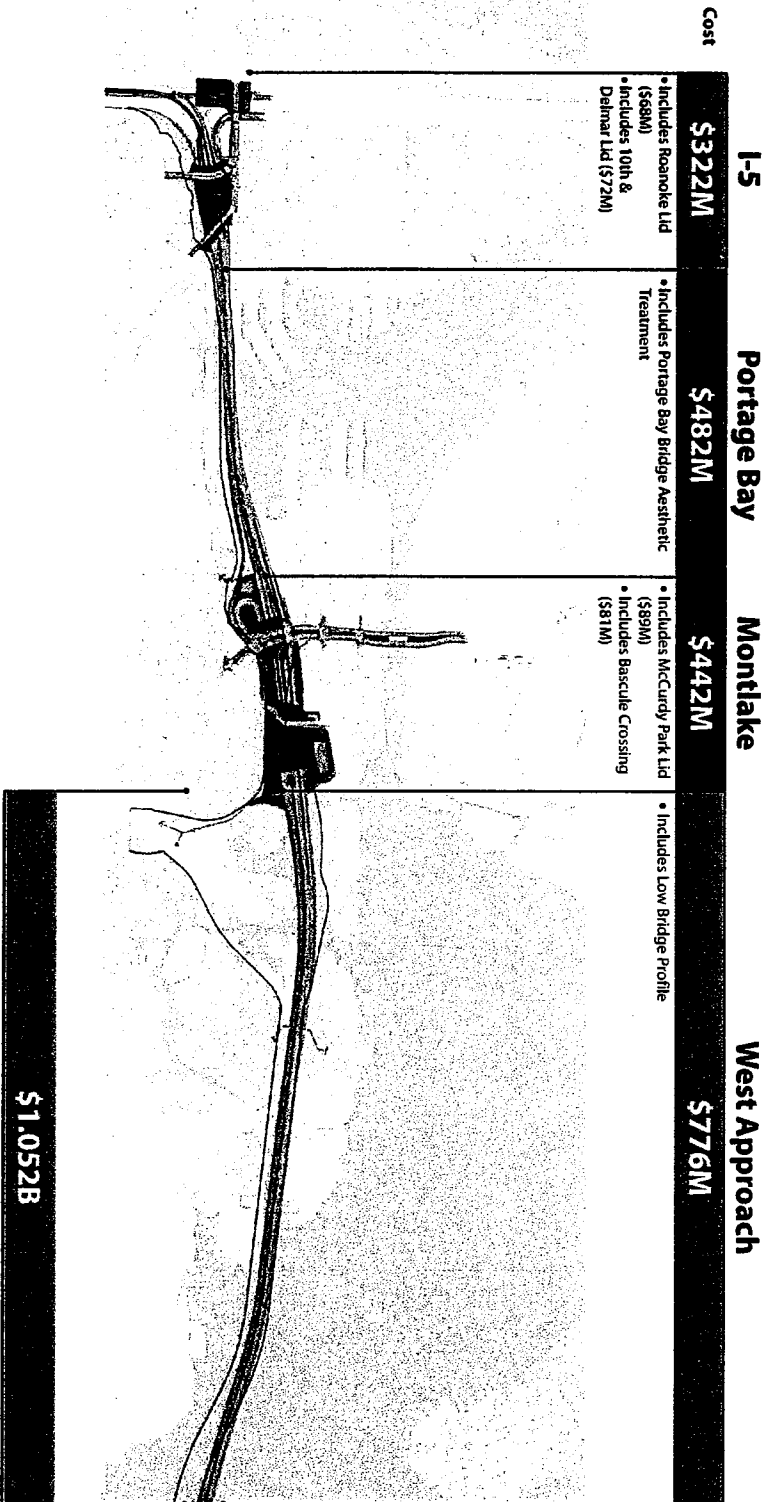 I-5
Portage Bay
Montlake
West Approach
Cost
$322M
$482M
$442M
$776M
• Includes Roanoke Lid
($68M)
• Includes 10th &
Delmar Lid ($72M)
• Includes Portage Bay Bridge Aesthetic
Treatment
• Includes McCurdy Park Lid
($89M)
• Includes Bascule Crossing
($81M)
• Includes Low Bridge Profile
$1.052B